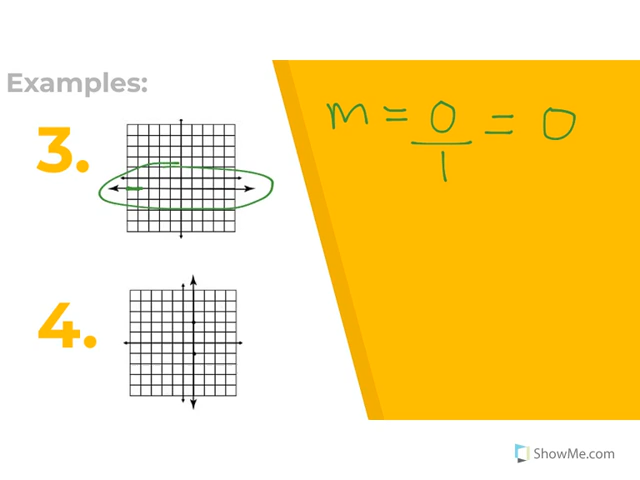 Examples:
3.
m = 0/1 = 0
4.
ShowMe.com